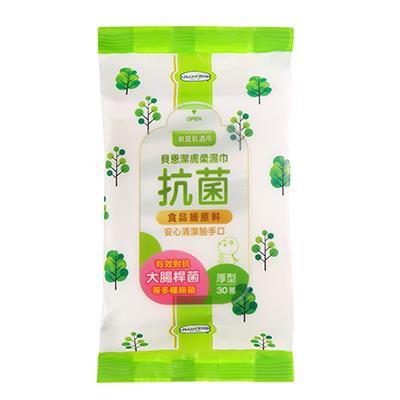 OPEN
敏感肌適用
貝恩潔膚柔濕巾
抗菌
食品級原料
安心清潔臉手口
有效對抗
大腸桿菌
等多種細菌
厚型
30抽